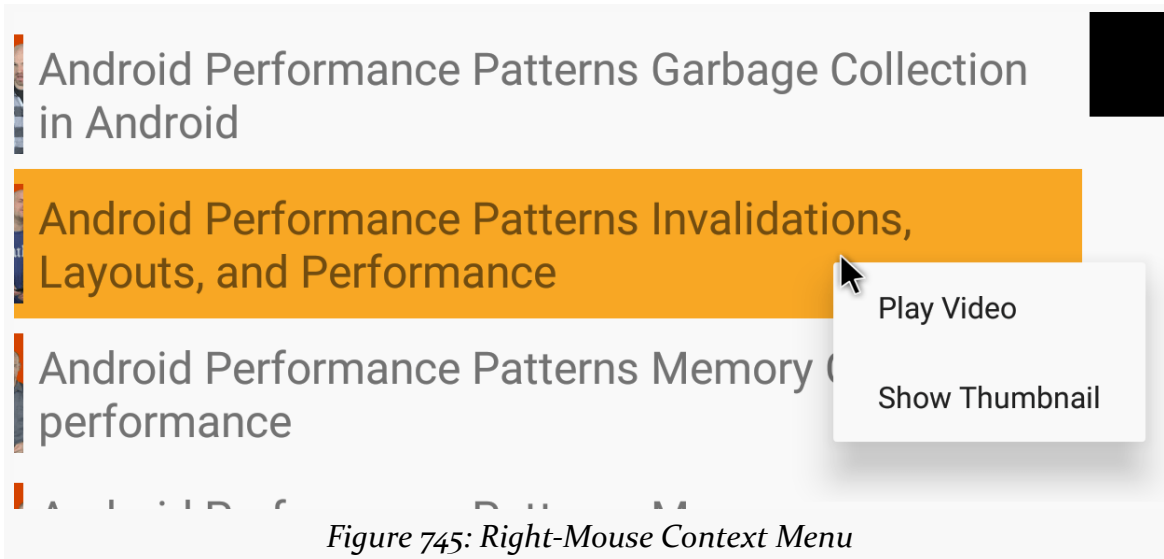 Android Performance Patterns Garbage Collection
in Android
Android Performance Patterns Invalidations,
Layouts, and Performance
Play Video
Android Performance Patterns Memory
performance
Show Thumbnail
Figure 745: Right-Mouse Context Menu